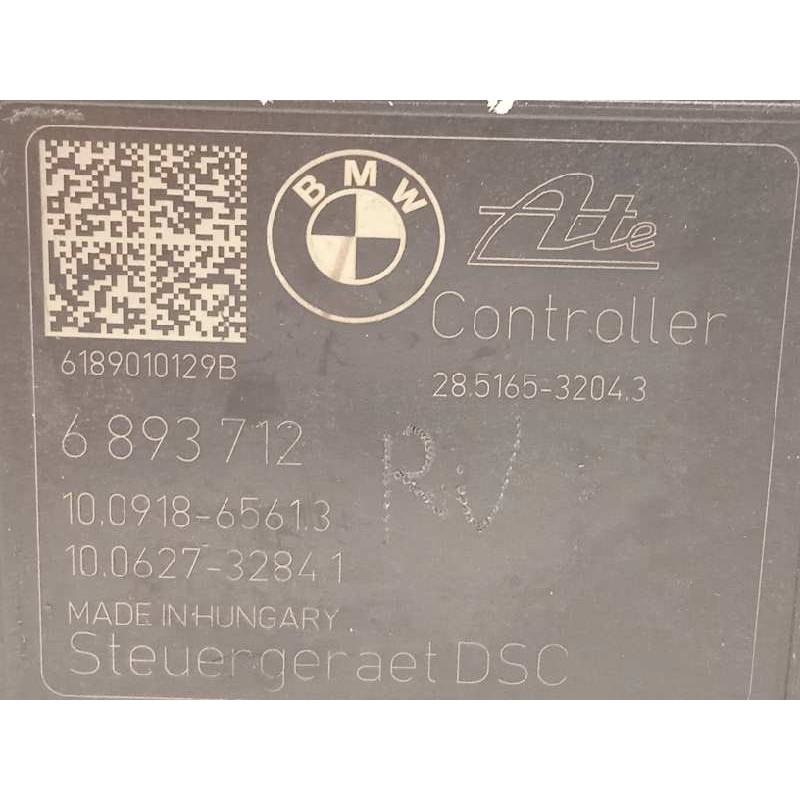 BMW
Ate
Controller
6189010129B
28.5165-3204.3
6 893 712
RiV
10.0918-6561.3
10.0627-3284.1
MADE IN HUNGARY
Steuergeraet DSC